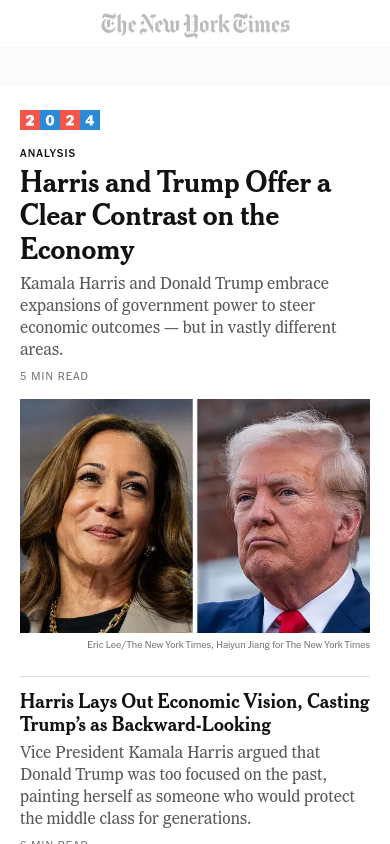 The New York Times
2024
ANALYSIS
Harris and Trump Offer a
Clear Contrast on the
Economy
Kamala Harris and Donald Trump embrace
expansions of government power to steer
economic outcomes — but in vastly different
areas.
5 MIN READ
Eric Lee/The New York Times, Haiyun Jiang for The New York Times
Harris Lays Out Economic Vision, Casting
Trump’s as Backward-Looking
Vice President Kamala Harris argued that
Donald Trump was too focused on the past,
painting herself as someone who would protect
the middle class for generations.
6 MIN READ